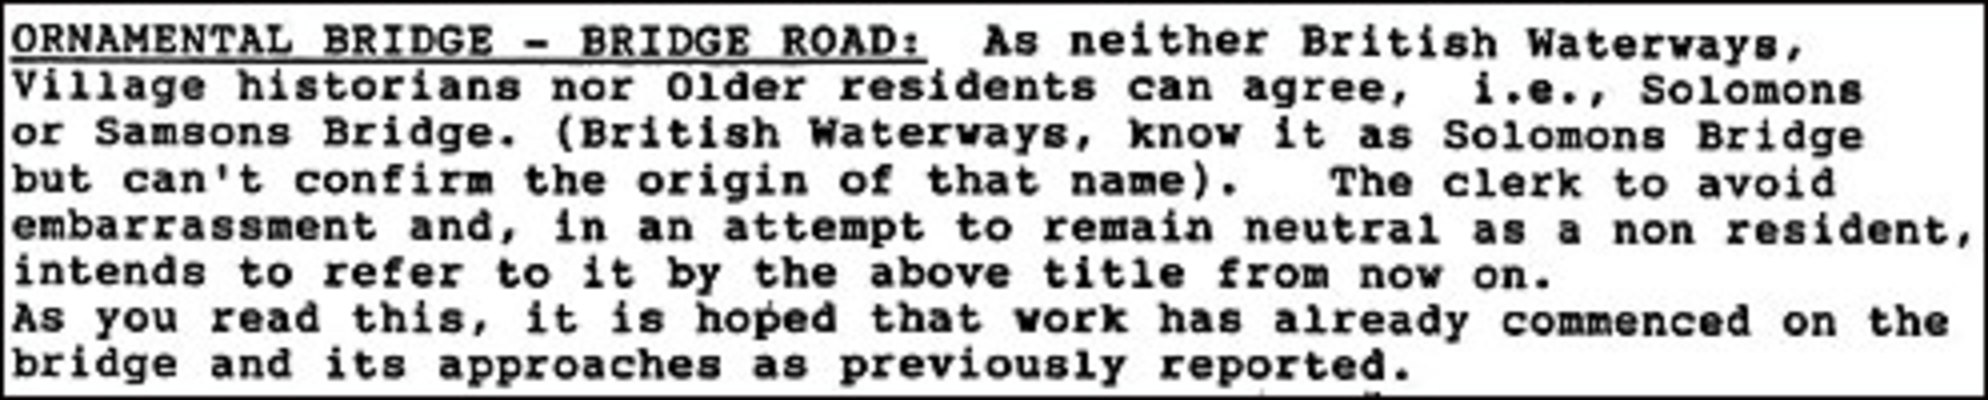 ORNAMENTAL BRIDGE - BRIDGE ROAD: As neither British Waterways,
Village historians nor Older residents can agree, i.e., Solomons
or Samsons Bridge. (British Waterways, know it as Solomons Bridge
but can't confirm the origin of that name). The clerk to avoid
embarrassment and, in an attempt to remain neutral as a non resident,
intends to refer to it by the above title from now on.
As you read this, it is hoped that work has already commenced on the
bridge and its approaches as previously reported.